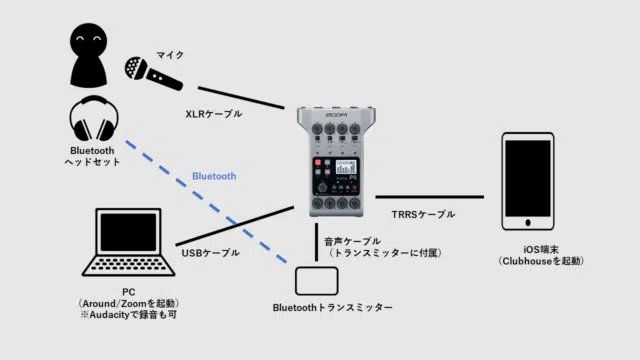 マイク
XLRケーブル
ZOOM
Bluetooth
ヘッドセット
Bluetooth
TRRSケーブル
iOS端末
（Clubhouseを起動）
USBケーブル
音声ケーブル
（トランスミッターに付属）
PC
（Around/Zoomを起動）
※Audacityで録音も可
Bluetoothトランスミッター